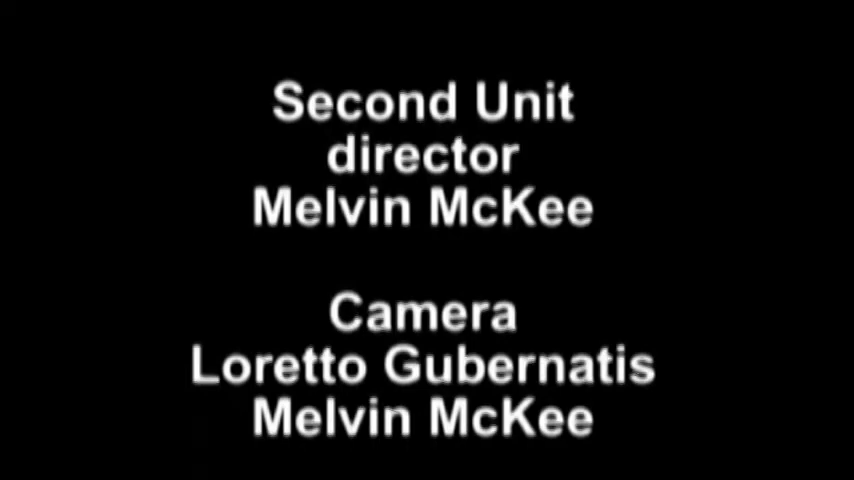 Second Unit
director
Melvin McKee
Camera
Loretto Gubernatis
Melvin McKee